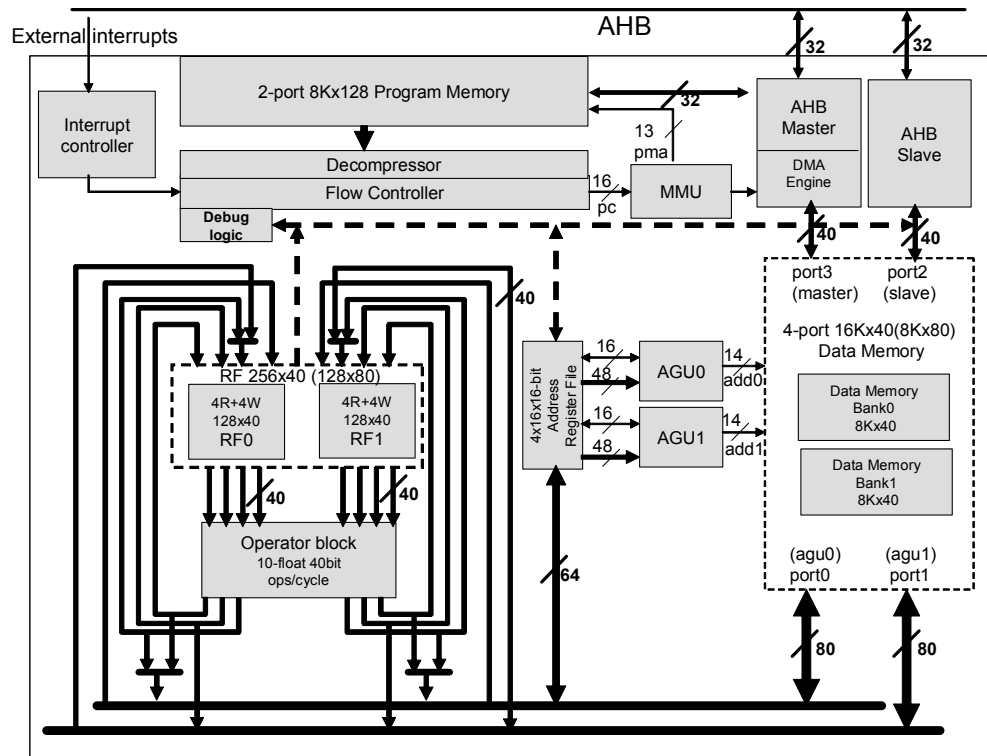 External interrupts
AHB
32
32
2-port 8Kx128 Program Memory
32
AHB
Master
DMA
Engine
AHB
Slave
Interrupt
controller
13
pma
Decompressor
Flow Controller
16
pc
MMU
Debug
logic
40
40
port3
(master)
port2
(slave)
40
4-port 16Kx40(8Kx80)
Data Memory
RF 256x40 (128x80)
4R+4W
128x40
RF0
4R+4W
128x40
RF1
4x16x16-bit
Address
Register File
16
48
AGU0
14
add0
16
48
AGU1
14
add1
Data Memory
Bank0
8Kx40
Data Memory
Bank1
8Kx40
40
40
Operator block
10-float 40bit
ops/cycle
64
(agu0)
port0
(agu1)
port1
80
80